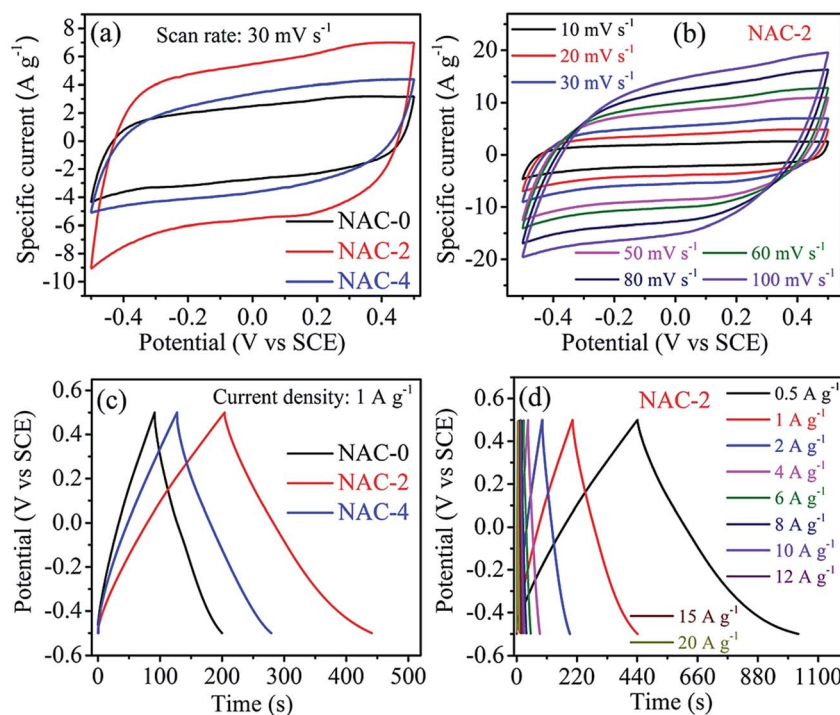 (a)
Scan rate: 30 mV s⁻¹
8
6
4
2
0
-2
-4
-6
-8
-10
Specific current (A g⁻¹)
NAC-0
NAC-2
NAC-4
-0.4 -0.2 0.0 0.2 0.4
Potential (V vs SCE)
10 mV s⁻¹
20 mV s⁻¹
30 mV s⁻¹
(b)
NAC-2
20
10
0
-10
-20
Specific current (A g⁻¹)
50 mV s⁻¹ 60 mV s⁻¹
80 mV s⁻¹ 100 mV s⁻¹
-0.4 -0.2 0.0 0.2 0.4
Potential (V vs SCE)
(c)
Current density: 1 A g⁻¹
NAC-0
NAC-2
NAC-4
0.6
0.4
0.2
0.0
-0.2
-0.4
-0.6
Potential (V vs SCE)
0 100 200 300 400 500
Time (s)
(d)
NAC-2
0.5 A g⁻¹
1 A g⁻¹
2 A g⁻¹
4 A g⁻¹
6 A g⁻¹
8 A g⁻¹
10 A g⁻¹
12 A g⁻¹
15 A g⁻¹
20 A g⁻¹
0.6
0.4
0.2
0.0
-0.2
-0.4
-0.6
Potential (V vs SCE)
0 220 440 660 880 1100
Time (s)